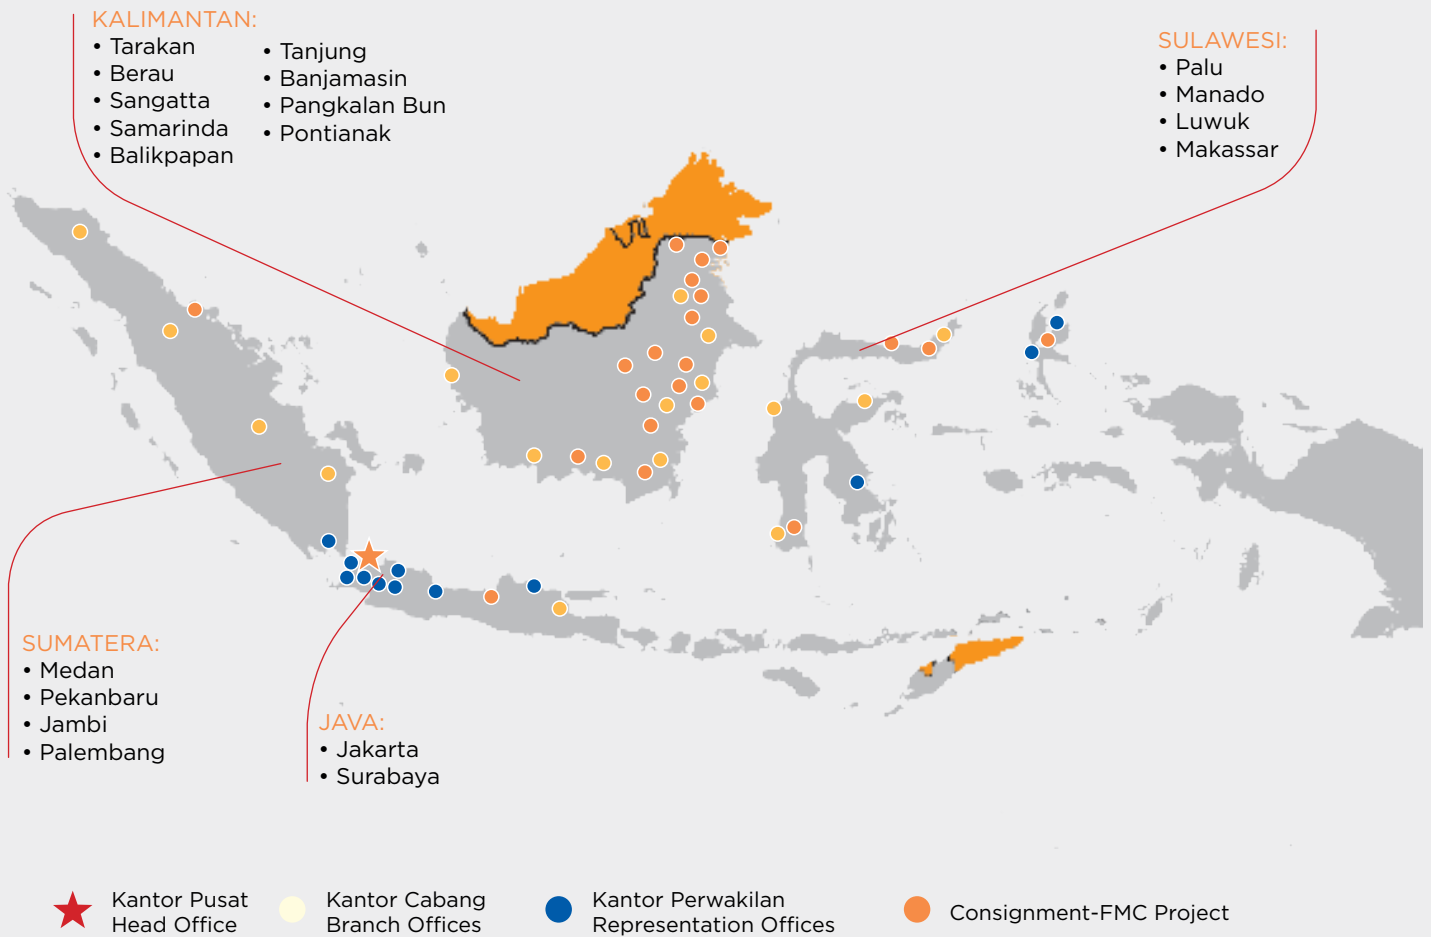 KALIMANTAN:
• Tarakan
• Berau
• Sangatta
• Samarinda
• Balikpapan
• Tanjung
• Banjamasin
• Pangkalan Bun
• Pontianak
SULAWESI:
• Palu
• Manado
• Luwuk
• Makassar
SUMATERA:
• Medan
• Pekanbaru
• Jambi
• Palembang
JAVA:
• Jakarta
• Surabaya
Kantor Pusat
Head Office
Kantor Cabang
Branch Offices
Kantor Perwakilan
Representation Offices
Consignment-FMC Project